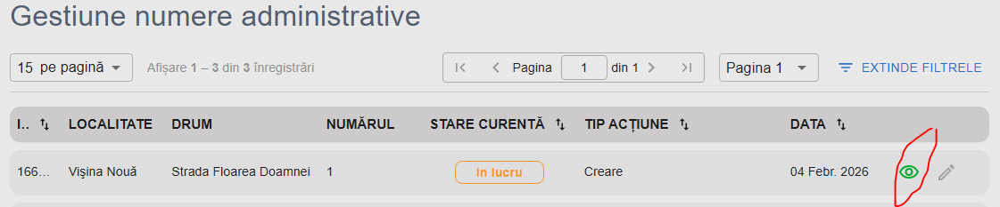 Gestiune numere administrative
15 pe pagină Afișare 1 – 3 din 3 înregistrări Pagina 1 din 1 Pagina 1 EXTINDE FILTRELE
I.. LOCALITATE DRUM NUMĂRUL STARE CURENTĂ TIP ACȚIUNE DATA
166... Vișina Nouă Strada Floarea Doamnei 1 In lucru Creare 04 Febr. 2026